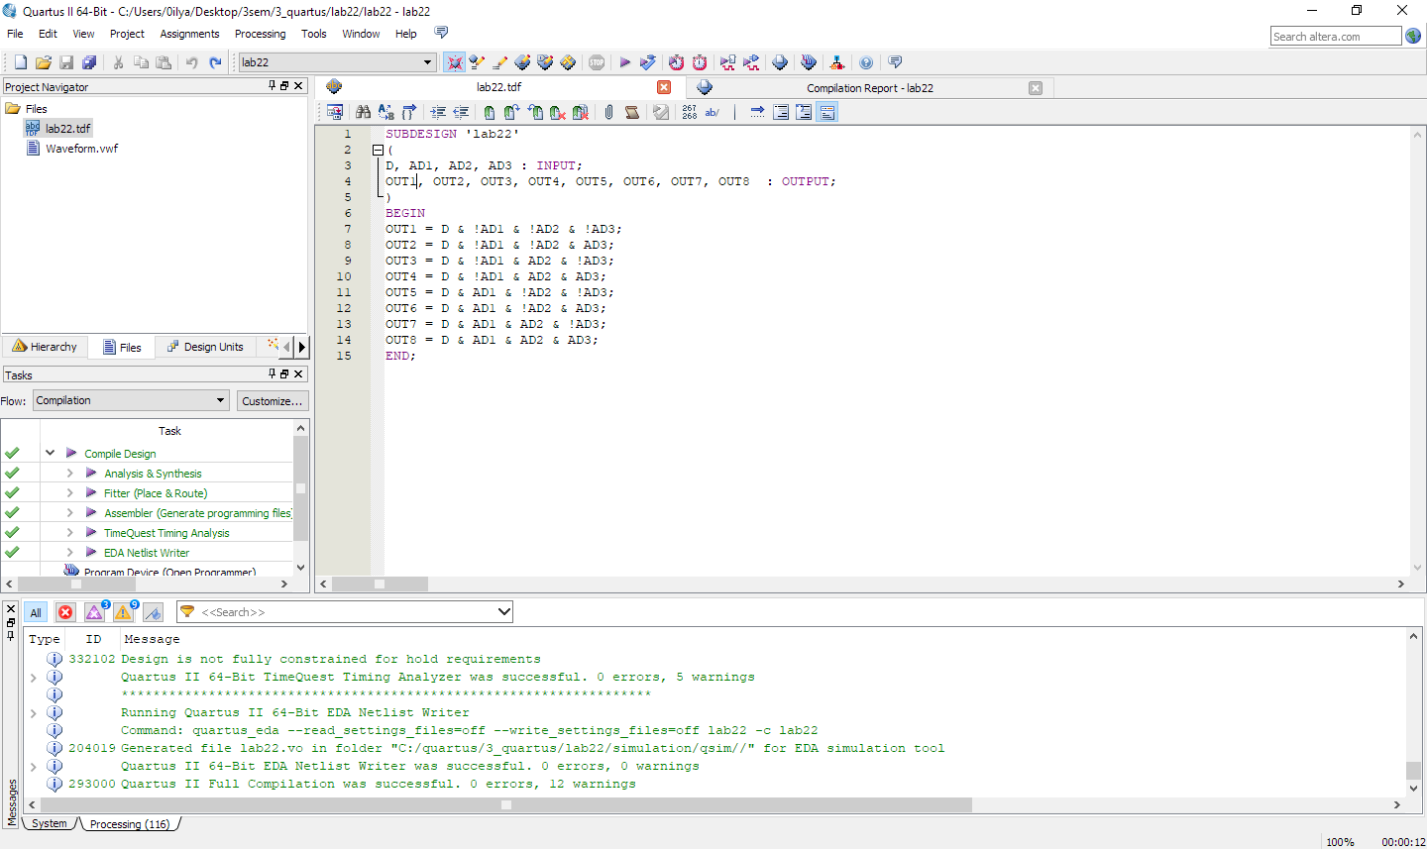 Quartus II 64-Bit - C:/Users/0ilya/Desktop/3sem/3_quartus/lab22/lab22 - lab22
File Edit View Project Assignments Processing Tools Window Help
Search altera.com
lab22
Project Navigator
Files
lab22.tdf
Waveform.vwf
Hierarchy Files Design Units
Tasks
Flow: Compilation Customize...
Task
Compile Design
Analysis & Synthesis
Fitter (Place & Route)
Assembler (Generate programming files)
TimeQuest Timing Analysis
EDA Netlist Writer
Program Device (Open Programmer)
lab22.tdf Compilation Report - lab22
267
268 ab/
1 SUBDESIGN 'lab22'
2 (
3 D, AD1, AD2, AD3 : INPUT;
4 OUT1, OUT2, OUT3, OUT4, OUT5, OUT6, OUT7, OUT8  : OUTPUT;
5 )
6 BEGIN
7 OUT1 = D & !AD1 & !AD2 & !AD3;
8 OUT2 = D & !AD1 & !AD2 & AD3;
9 OUT3 = D & !AD1 & AD2 & !AD3;
10 OUT4 = D & !AD1 & AD2 & AD3;
11 OUT5 = D & AD1 & !AD2 & !AD3;
12 OUT6 = D & AD1 & !AD2 & AD3;
13 OUT7 = D & AD1 & AD2 & !AD3;
14 OUT8 = D & AD1 & AD2 & AD3;
15 END;
All 3 9 <<Search>>
Type ID Message
332102 Design is not fully constrained for hold requirements
Quartus II 64-Bit TimeQuest Timing Analyzer was successful. 0 errors, 5 warnings
*******************************************************************
Running Quartus II 64-Bit EDA Netlist Writer
Command: quartus_eda --read_settings_files=off --write_settings_files=off lab22 -c lab22
204019 Generated file lab22.vo in folder "C:/quartus/3_quartus/lab22/simulation/qsim//" for EDA simulation tool
Quartus II 64-Bit EDA Netlist Writer was successful. 0 errors, 0 warnings
293000 Quartus II Full Compilation was successful. 0 errors, 12 warnings
Messages
System Processing (116)
100% 00:00:12